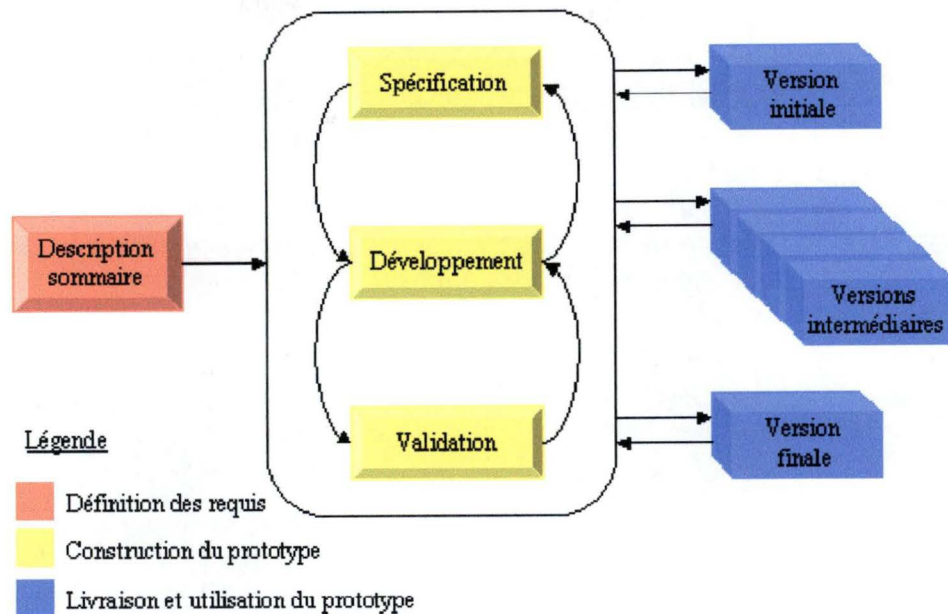 Spécification
Version
initiale
Description
sommaire
Développement
Versions
intermédiaires
Validation
Version
finale
Légende
Définition des requis
Construction du prototype
Livraison et utilisation du prototype